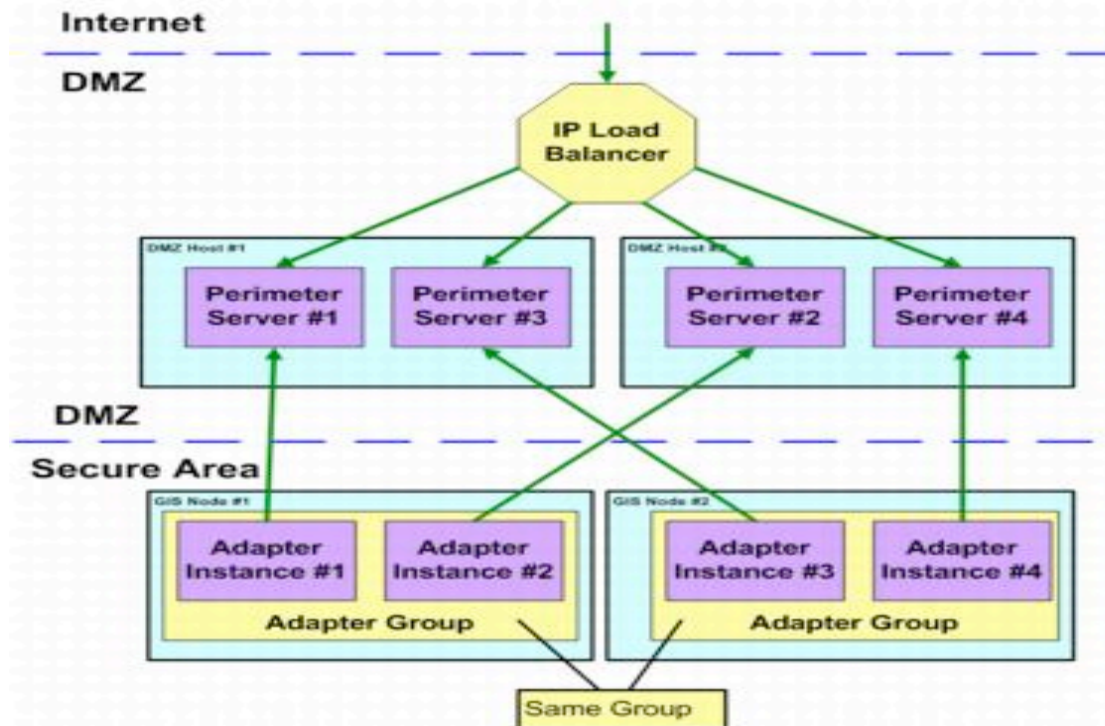 Internet
DMZ
IP Load
Balancer
DMZ Host #1
DMZ Host
Perimeter
Server #1
Perimeter
Server #3
Perimeter
Server #2
Perimeter
Server #4
DMZ
Secure Area
GIS Node #1
GIS Node #2
Adapter
Instance #1
Adapter
Instance #2
Adapter
Instance #3
Adapter
Instance #4
Adapter Group
Adapter Group
Same Group